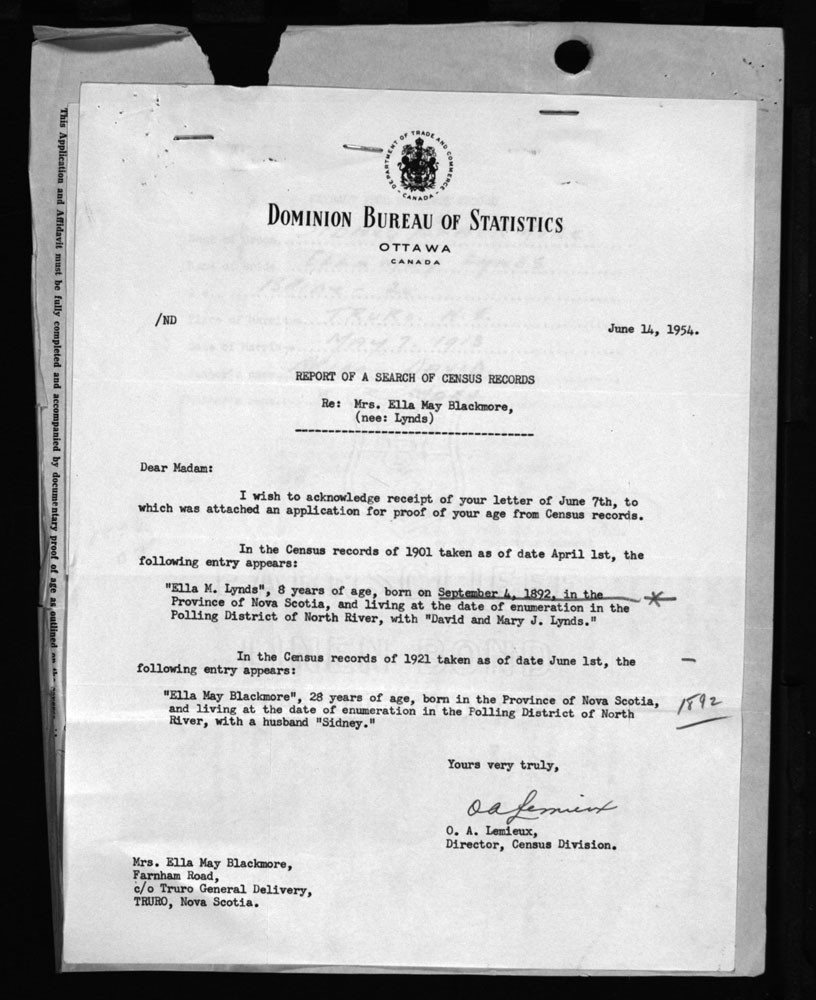 DEPARTMENT OF TRADE AND COMMERCE
CANADA
DOMINION BUREAU OF STATISTICS
OTTAWA
CANADA
/ND
June 14, 1954.
REPORT OF A SEARCH OF CENSUS RECORDS
Re: Mrs. Ella May Blackmore,
(nee: Lynds)
Dear Madam:
I wish to acknowledge receipt of your letter of June 7th, to
which was attached an application for proof of your age from Census records.
In the Census records of 1901 taken as of date April 1st, the
following entry appears:
"Ella M. Lynds", 8 years of age, born on September 4, 1892, in the
Province of Nova Scotia, and living at the date of enumeration in the
Polling District of North River, with "David and Mary J. Lynds."
In the Census records of 1921 taken as of date June 1st, the
following entry appears:
"Ella May Blackmore", 28 years of age, born in the Province of Nova Scotia,
and living at the date of enumeration in the Polling District of North
River, with a husband "Sidney."
1892
Yours very truly,
O A Lemieux
O. A. Lemieux,
Director, Census Division.
Mrs. Ella May Blackmore,
Farnham Road,
c/o Truro General Delivery,
TRURO, Nova Scotia.
This Application and Affidavit must be fully completed and accompanied by documentary proof of age as outlined